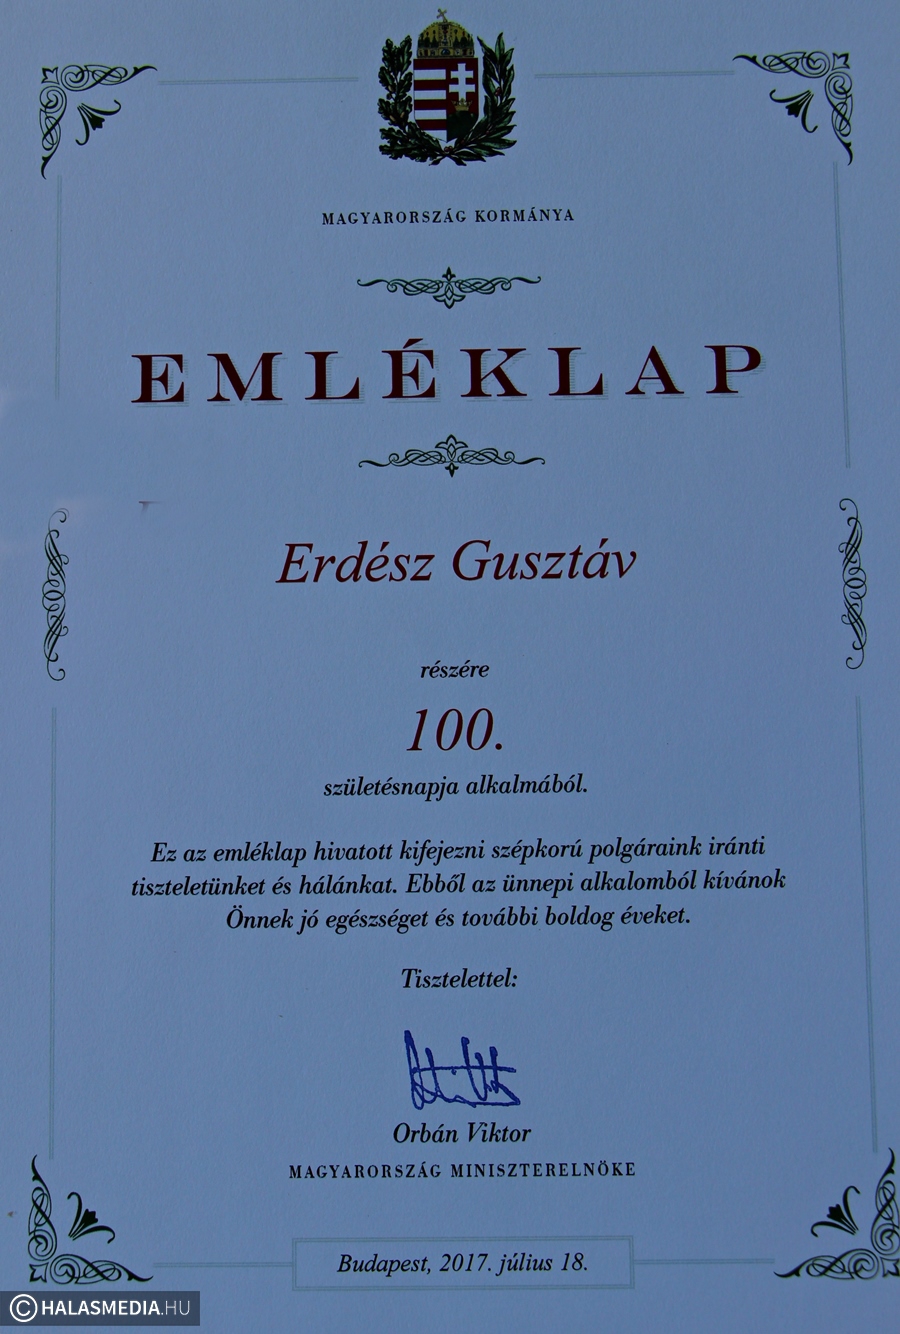 MAGYARORSZÁG KORMÁNYA
EMLÉKLAP
Erdész Gusztáv
részére
100.
születésnapja alkalmából.
Ez az emléklap hivatott kifejezni szépkorú polgáraink iránti
tiszteletünket és hálánkat. Ebből az ünnepi alkalomból kívánok
Önnek jó egészséget és további boldog éveket.
Tisztelettel:
Orbán Viktor
MAGYARORSZÁG MINISZTERELNÖKE
Budapest, 2017. július 18.
© HALASMEDIA.HU